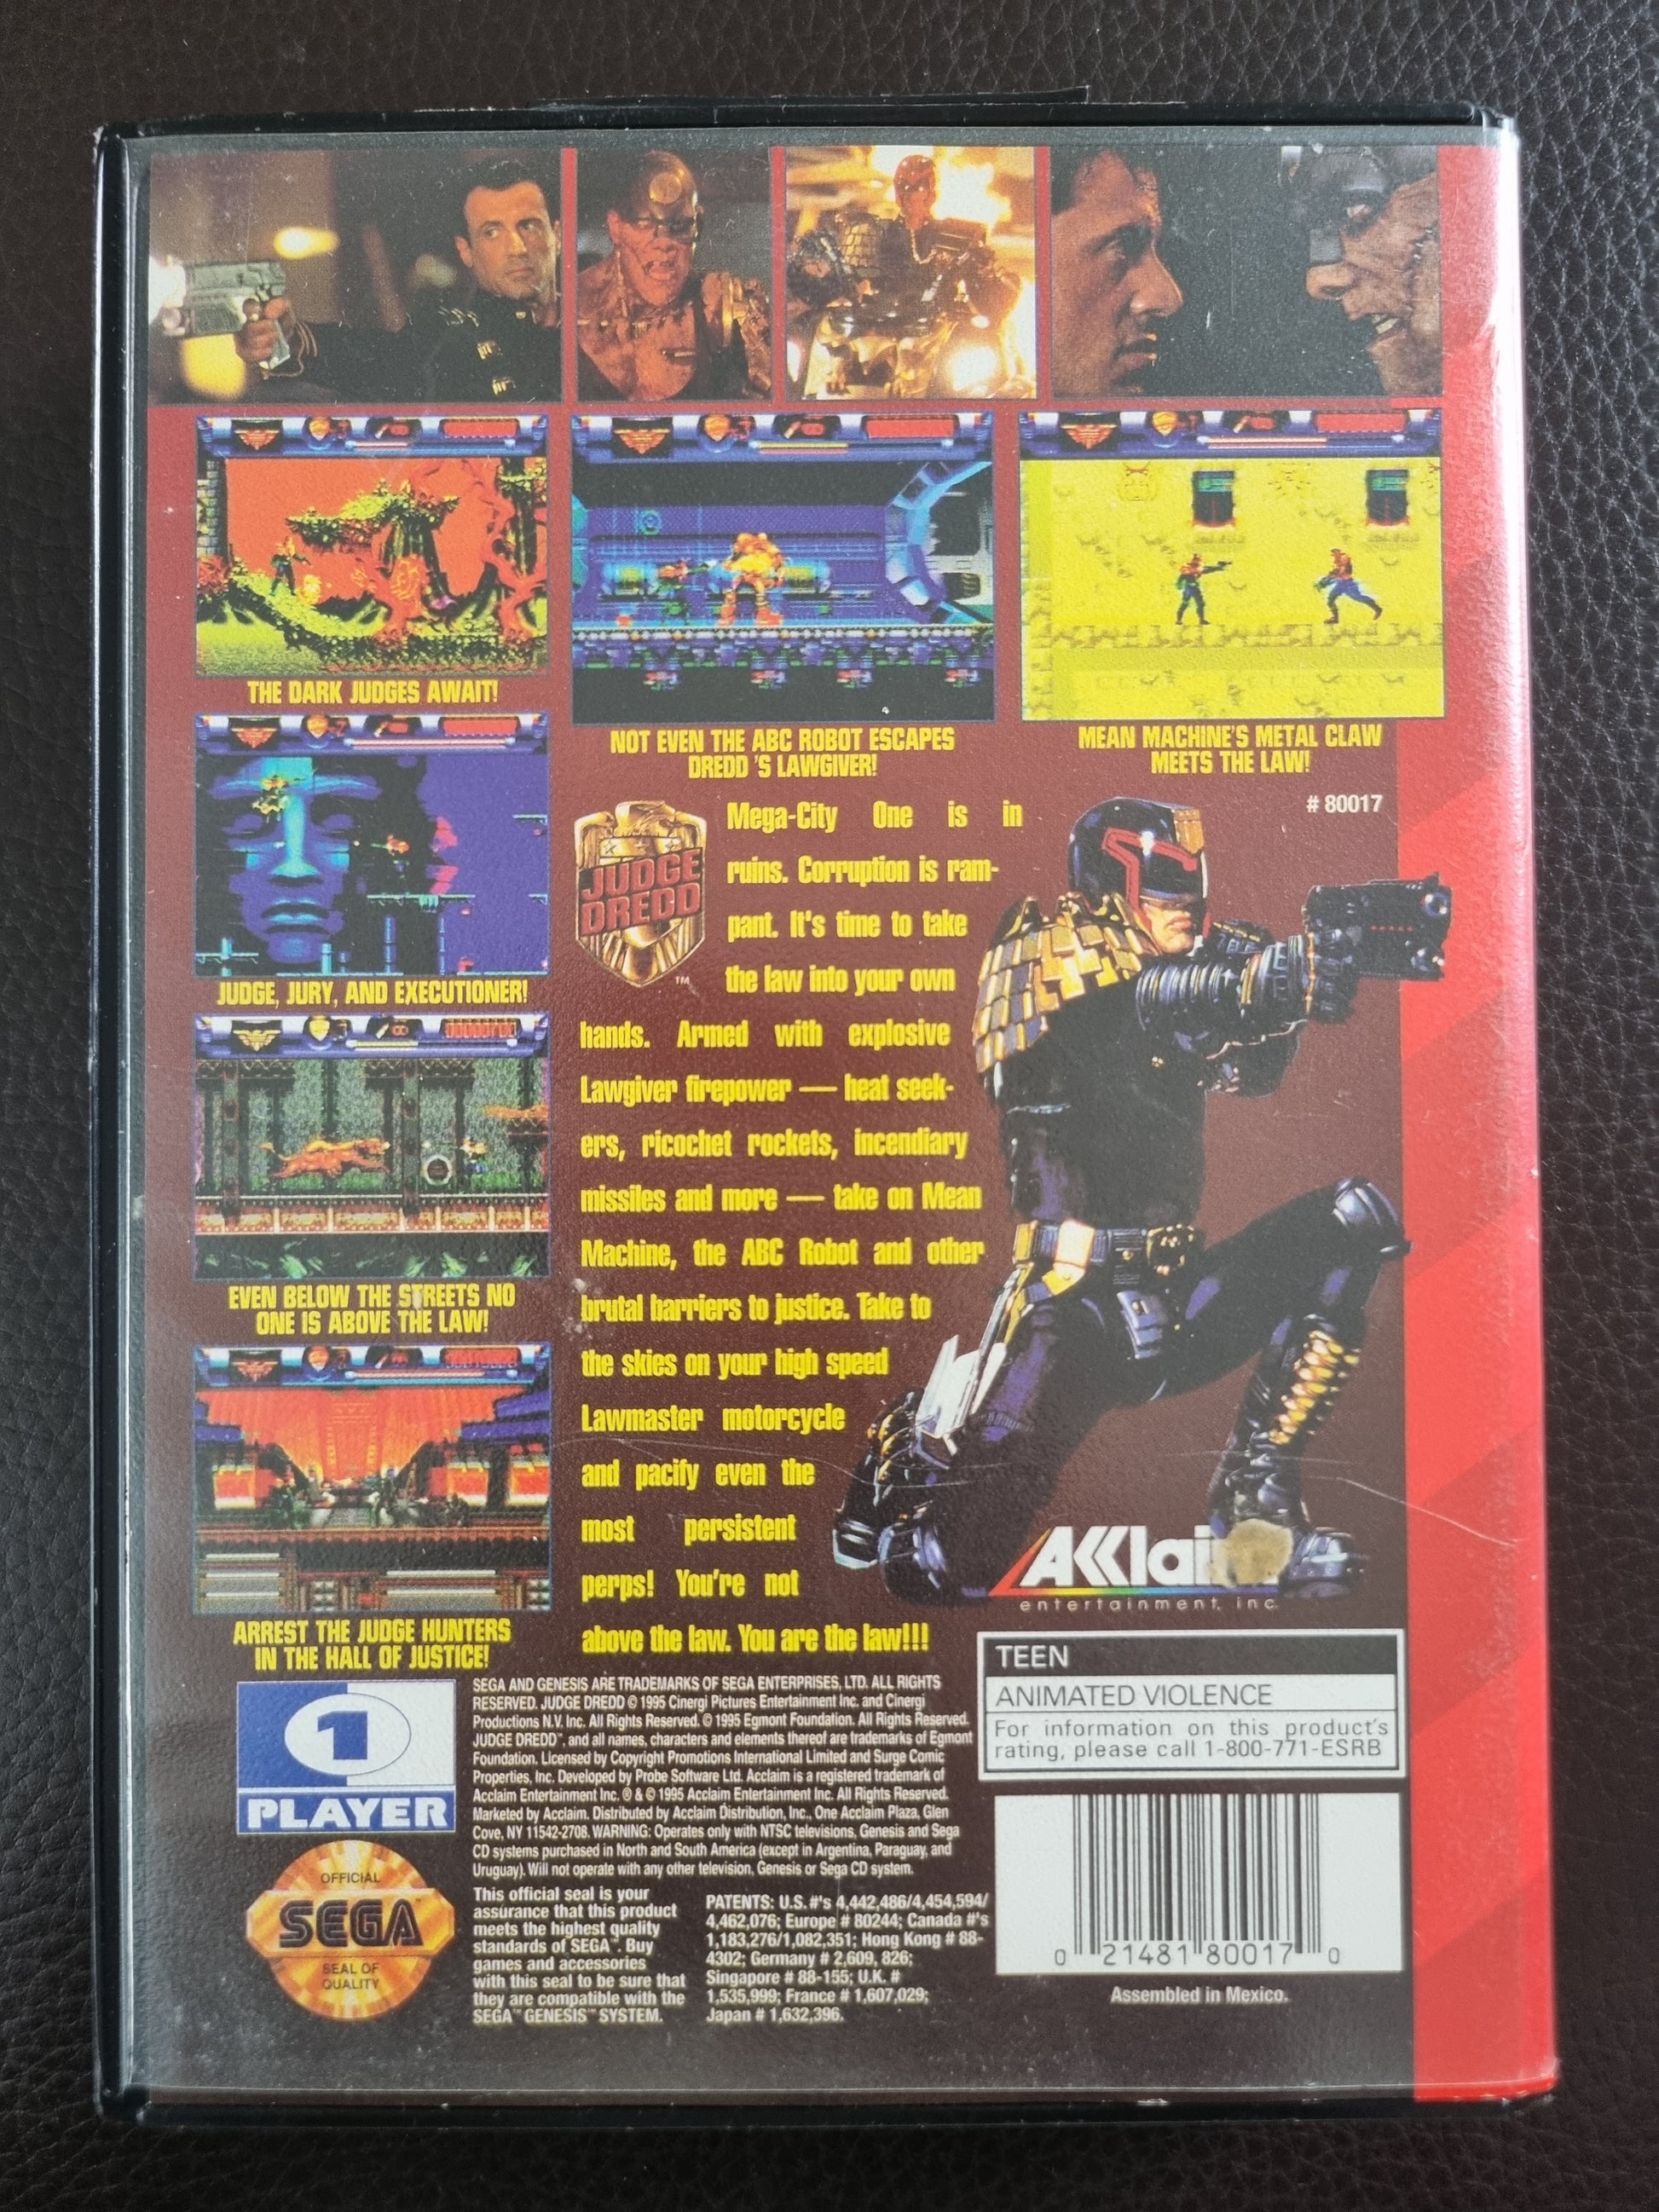 THE DARK JUDGES AWAIT!
NOT EVEN THE ABC ROBOT ESCAPES
DREDD 'S LAWGIVER!
MEAN MACHINE'S METAL CLAW
MEETS THE LAW!
# 80017
JUDGE
DREDD
TM
Mega-City One is in
ruins. Corruption is ram-
pant. It's time to take
the law into your own
hands. Armed with explosive
Lawgiver firepower — heat seek-
ers, ricochet rockets, incendiary
missiles and more — take on Mean
Machine, the ABC Robot and other
brutal barriers to justice. Take to
the skies on your high speed
Lawmaster motorcycle
and pacify even the
most persistent
perps! You're not
above the law. You are the law!!!
JUDGE, JURY, AND EXECUTIONER!
EVEN BELOW THE STREETS NO
ONE IS ABOVE THE LAW!
ARREST THE JUDGE HUNTERS
IN THE HALL OF JUSTICE!
entertainment, inc.
TEEN
ANIMATED VIOLENCE
For information on this product's
rating, please call 1-800-771-ESRB
1
PLAYER
SEGA AND GENESIS ARE TRADEMARKS OF SEGA ENTERPRISES, LTD. ALL RIGHTS
RESERVED. JUDGE DREDD © 1995 Cinergi Pictures Entertainment Inc. and Cinergi
Productions N.V. Inc. All Rights Reserved. © 1995 Egmont Foundation. All Rights Reserved.
JUDGE DREDD™, and all names, characters and elements thereof are trademarks of Egmont
Foundation. Licensed by Copyright Promotions International Limited and Surge Comic
Properties, Inc. Developed by Probe Software Ltd. Acclaim is a registered trademark of
Acclaim Entertainment Inc. ® & © 1995 Acclaim Entertainment Inc. All Rights Reserved.
Marketed by Acclaim. Distributed by Acclaim Distribution, Inc., One Acclaim Plaza, Glen
Cove, NY 11542-2708. WARNING: Operates only with NTSC televisions, Genesis and Sega
CD systems purchased in North and South America (except in Argentina, Paraguay, and
Uruguay). Will not operate with any other television, Genesis or Sega CD system.
OFFICIAL
SEGA™
SEAL OF
QUALITY
This official seal is your
assurance that this product
meets the highest quality
standards of SEGA™. Buy
games and accessories
with this seal to be sure that
they are compatible with the
SEGA™ GENESIS™ SYSTEM.
PATENTS: U.S.#'s 4,442,486/4,454,594/
4,462,076; Europe # 80244; Canada #'s
1,183,276/1,082,351; Hong Kong # 88-
4302; Germany # 2,609, 826;
Singapore # 88-155; U.K. #
1,535,999; France # 1,607,029;
Japan # 1,632,396.
0 21481 80017 0
Assembled in Mexico.